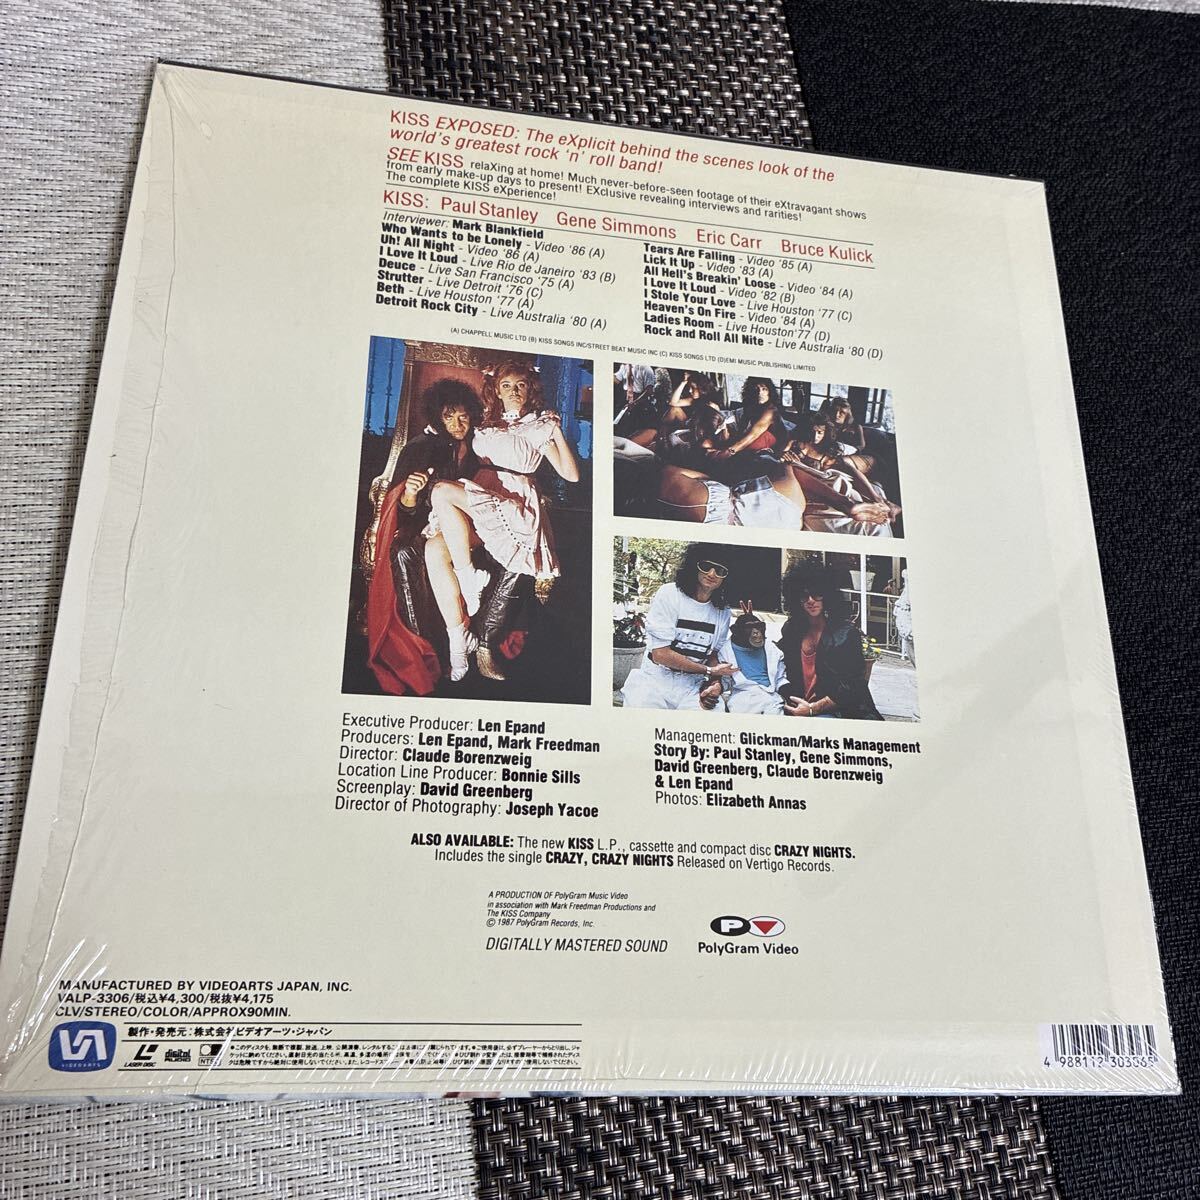 KISS EXPOSED: The eXplicit behind the scenes look of the
world's greatest rock 'n' roll band!
SEE KISS relaXing at home! Much never-before-seen footage of their eXtravagant shows
from early make-up days to present! EXclusive revealing interviews and rarities!
The complete KISS eXperience!
KISS: Paul Stanley Gene Simmons Eric Carr Bruce Kulick
Interviewer: Mark Blankfield
Who Wants to be Lonely - Video '86 (A)
Uh! All Night - Video '86 (A)
I Love It Loud - Live Rio de Janeiro '83 (B)
Deuce - Live San Francisco '75 (A)
Strutter - Live Detroit '76 (C)
Beth - Live Houston '77 (A)
Detroit Rock City - Live Australia '80 (A)
Tears Are Falling - Video '85 (A)
Lick It Up - Video '83 (A)
All Hell's Breakin' Loose - Video '84 (A)
I Love It Loud - Video '82 (B)
I Stole Your Love - Live Houston '77 (C)
Heaven's On Fire - Video '84 (A)
Ladies Room - Live Houston'77 (D)
Rock and Roll All Nite - Live Australia '80 (D)
(A) CHAPPELL MUSIC LTD (B) KISS SONGS INC/STREET BEAT MUSIC INC (C) KISS SONGS LTD (D)EMI MUSIC PUBLISHING LIMITED
Executive Producer: Len Epand
Producers: Len Epand, Mark Freedman
Director: Claude Borenzweig
Location Line Producer: Bonnie Sills
Screenplay: David Greenberg
Director of Photography: Joseph Yacoe
Management: Glickman/Marks Management
Story By: Paul Stanley, Gene Simmons,
David Greenberg, Claude Borenzweig
& Len Epand
Photos: Elizabeth Annas
ALSO AVAILABLE: The new KISS L.P., cassette and compact disc CRAZY NIGHTS.
Includes the single CRAZY, CRAZY NIGHTS Released on Vertigo Records.
A PRODUCTION OF PolyGram Music Video
in association with Mark Freedman Productions and
The KISS Company
© 1987 PolyGram Records, Inc.
DIGITALLY MASTERED SOUND
P
PolyGram Video
MANUFACTURED BY VIDEOARTS JAPAN, INC.
VALP-3306/税込¥4,300/税抜¥4,175
CLV/STEREO/COLOR/APPROX90MIN.
製作・発売元:株式会社ビデオアーツ・ジャパン
VIDEOARTS
LASER DISC
digital AUDIO
NTSC
4 988112 303365